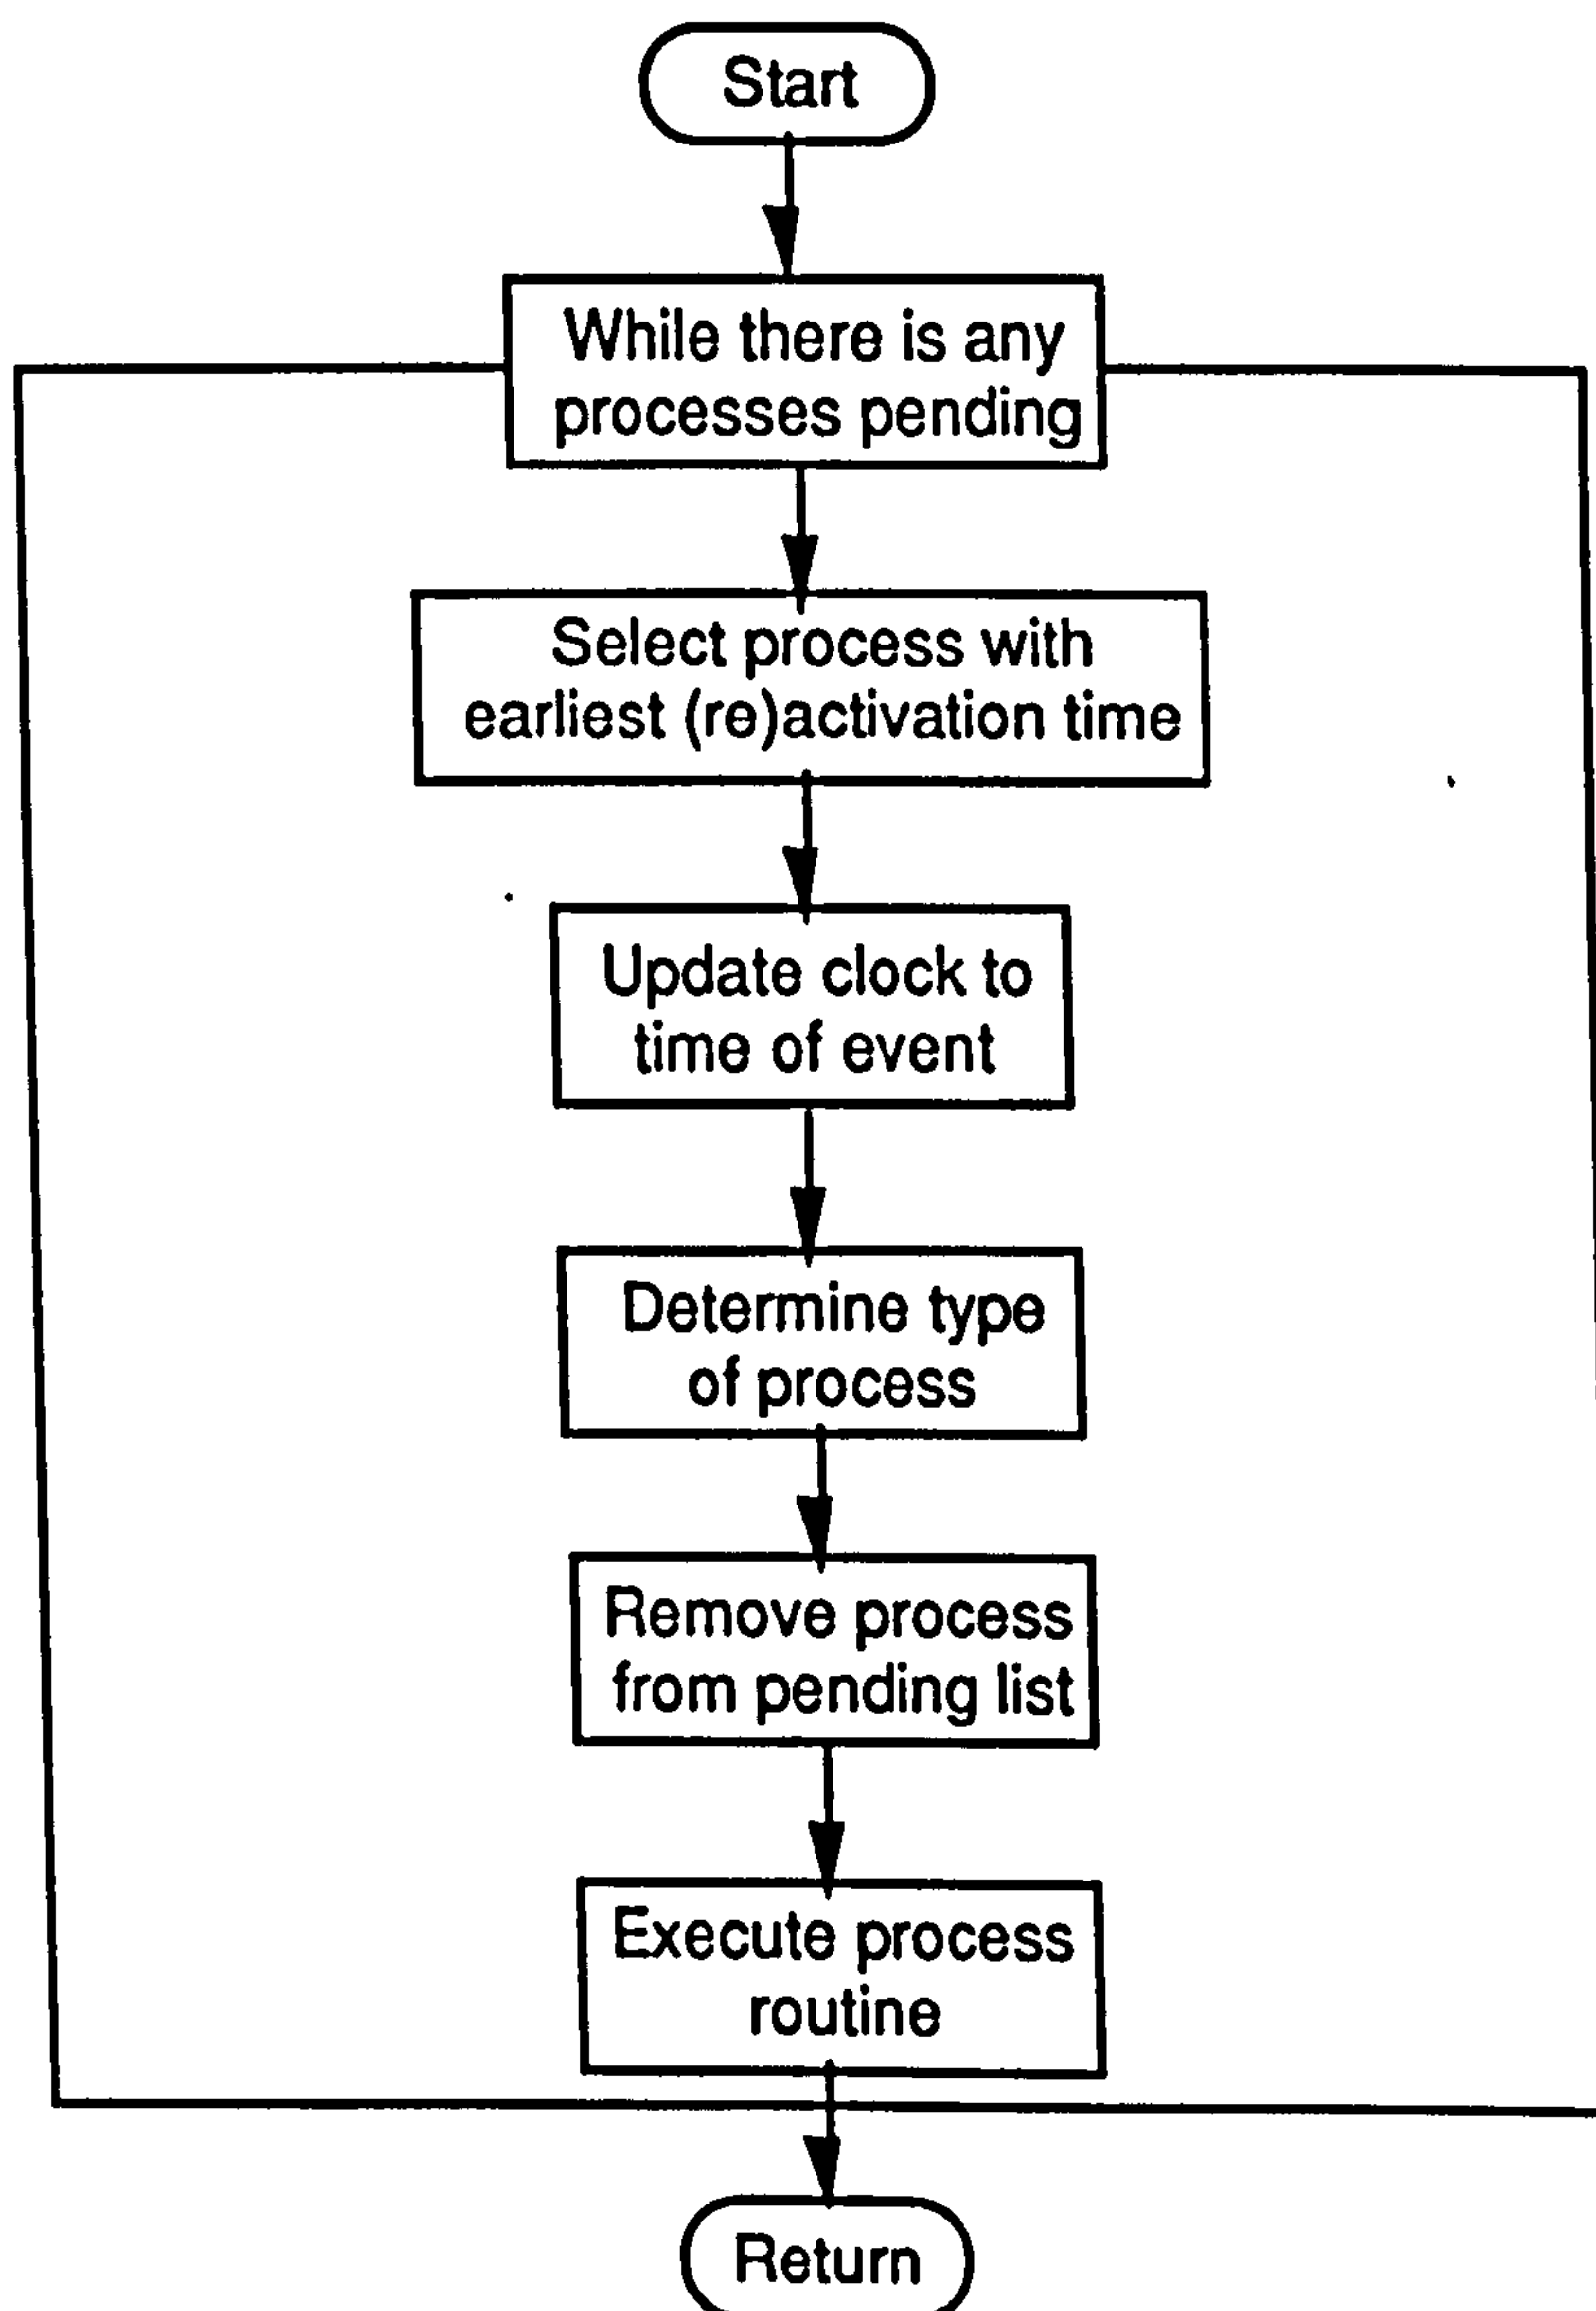 Start
While there is any
processes pending
Select process with
earliest (re)activation time
Update clock to
time of event
Determine type
of process
Remove process
from pending list
Execute process
routine
Return